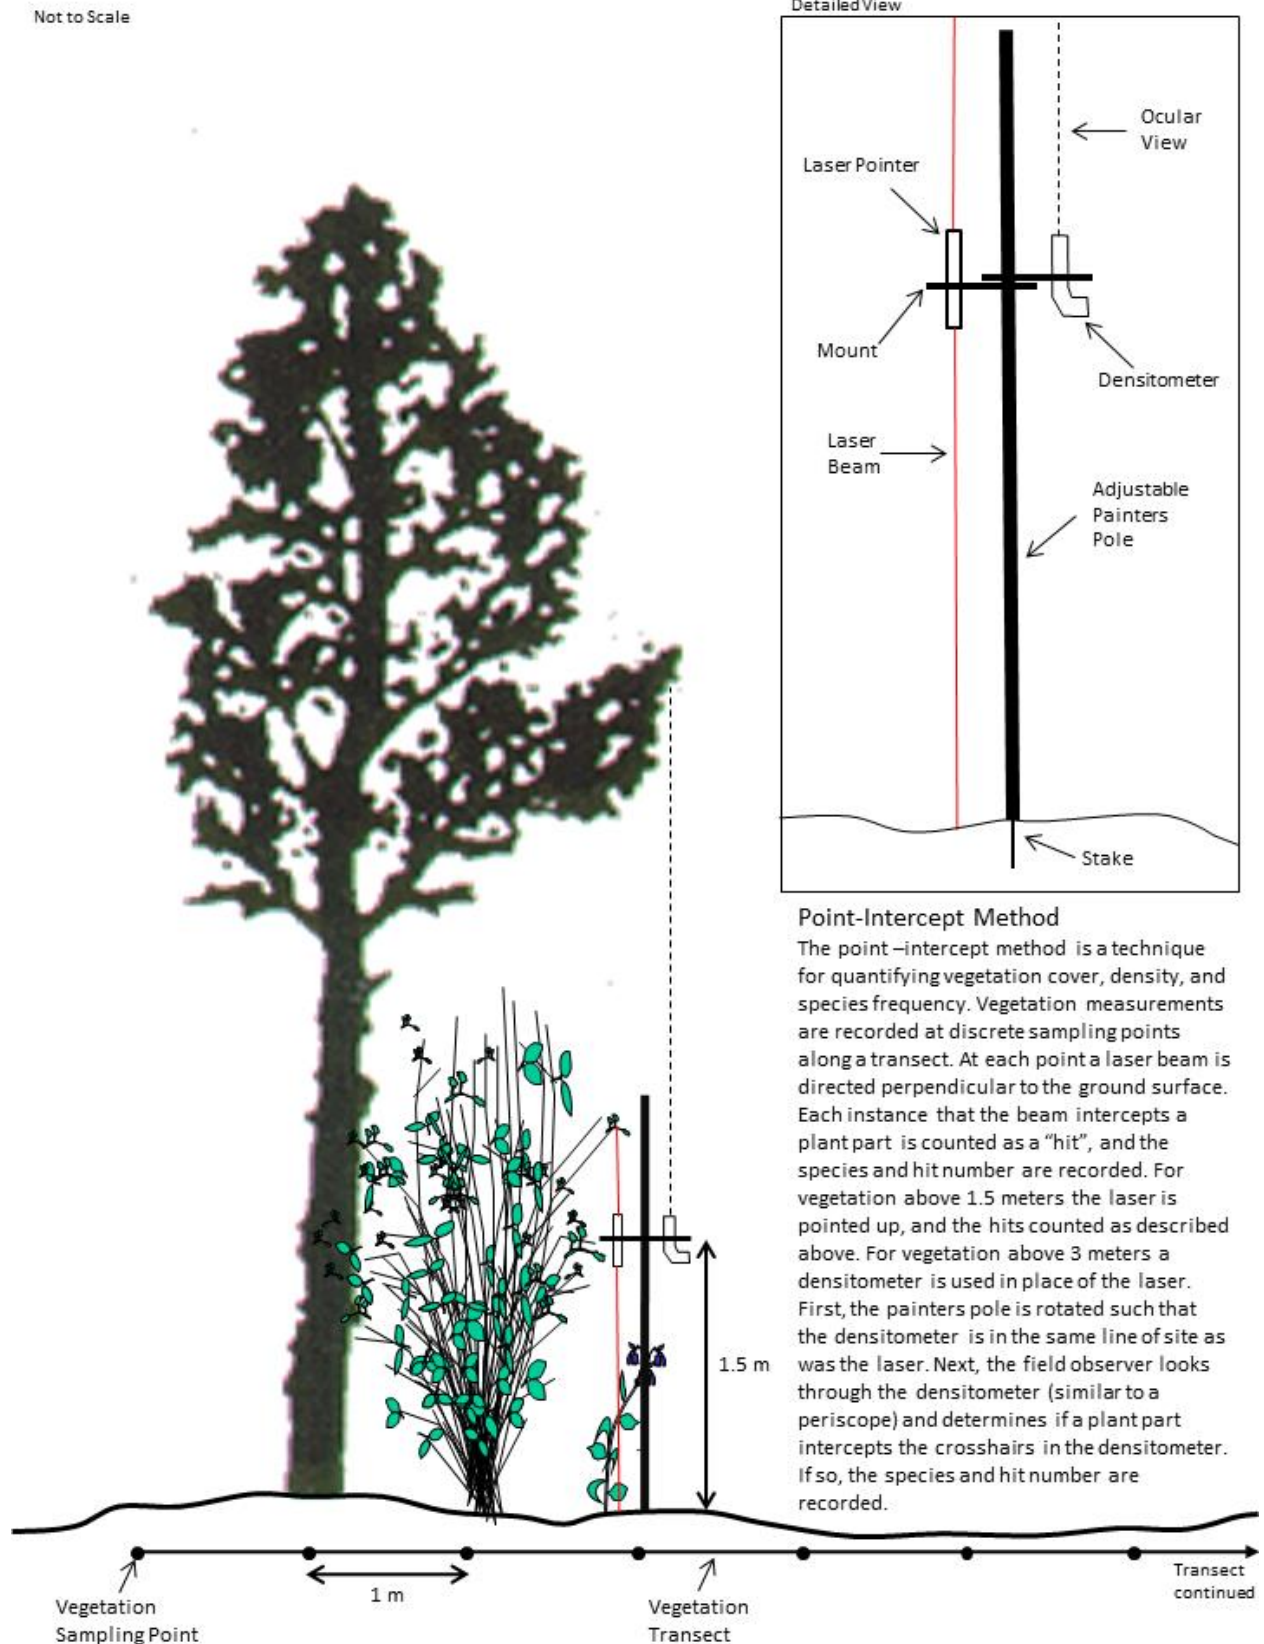 Not to Scale
Detailed View
Ocular
View
Laser Pointer
Mount
Densitometer
Laser
Beam
Adjustable
Painters
Pole
Stake
Point-Intercept Method
The point –intercept method is a technique
for quantifying vegetation cover, density, and
species frequency. Vegetation measurements
are recorded at discrete sampling points
along a transect. At each point a laser beam is
directed perpendicular to the ground surface.
Each instance that the beam intercepts a
plant part is counted as a “hit”, and the
species and hit number are recorded. For
vegetation above 1.5 meters the laser is
pointed up, and the hits counted as described
above. For vegetation above 3 meters a
densitometer is used in place of the laser.
First, the painters pole is rotated such that
the densitometer is in the same line of site as
was the laser. Next, the field observer looks
through the densitometer (similar to a
periscope) and determines if a plant part
intercepts the crosshairs in the densitometer.
If so, the species and hit number are
recorded.
1.5 m
1 m
Vegetation
Sampling Point
Vegetation
Transect
Transect
continued